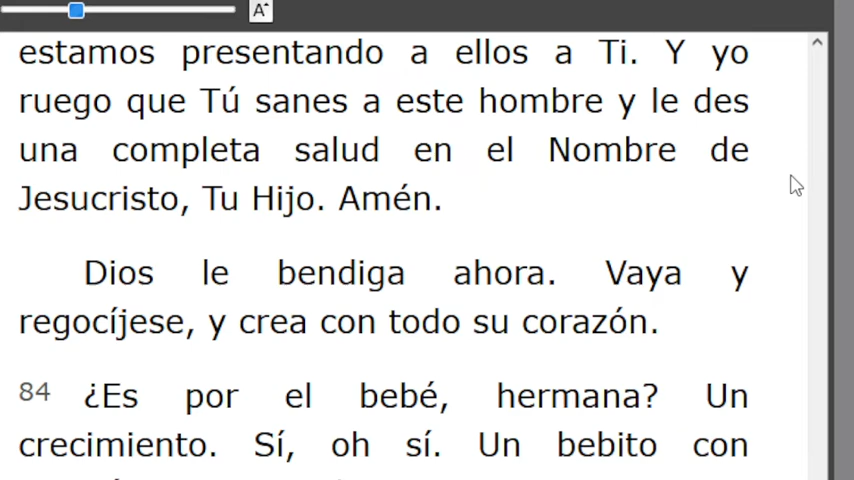 A
estamos presentando a ellos a Ti. Y yo
ruego que Tú sanes a este hombre y le des
una completa salud en el Nombre de
Jesucristo, Tu Hijo. Amén.
Dios le bendiga ahora. Vaya y
regocíjese, y crea con todo su corazón.
84 ¿Es por el bebé, hermana? Un
crecimiento. Sí, oh sí. Un bebito con